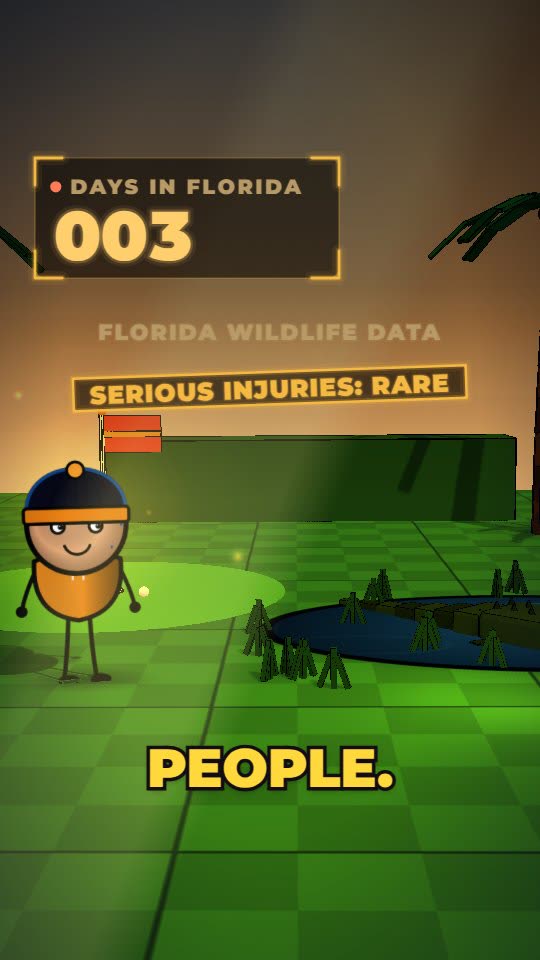 DAYS IN FLORIDA
003
FLORIDA WILDLIFE DATA
SERIOUS INJURIES: RARE
PEOPLE.